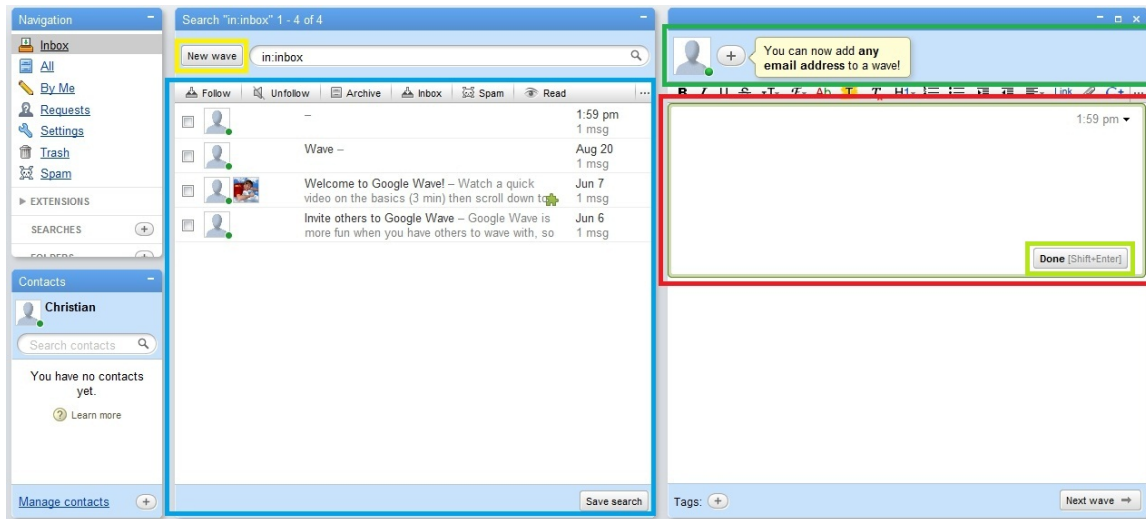 Navigation
Inbox
All
By Me
Requests
Settings
Trash
Spam
EXTENSIONS
SEARCHES
FOLDERS
Contacts
Christian
Search contacts
You have no contacts
yet.
Learn more
Manage contacts
Search "in:inbox" 1 - 4 of 4
New wave in:inbox
Follow Unfollow Archive Inbox Spam Read ...
– 1:59 pm
1 msg
Wave – Aug 20
1 msg
Welcome to Google Wave! – Watch a quick Jun 7
video on the basics (3 min) then scroll down to 1 msg
Invite others to Google Wave – Google Wave is Jun 6
more fun when you have others to wave with, so 1 msg
Save search
You can now add any
email address to a wave!
B I U S T F Ab T T H1 Link
1:59 pm
Done [Shift+Enter]
Tags:
Next wave